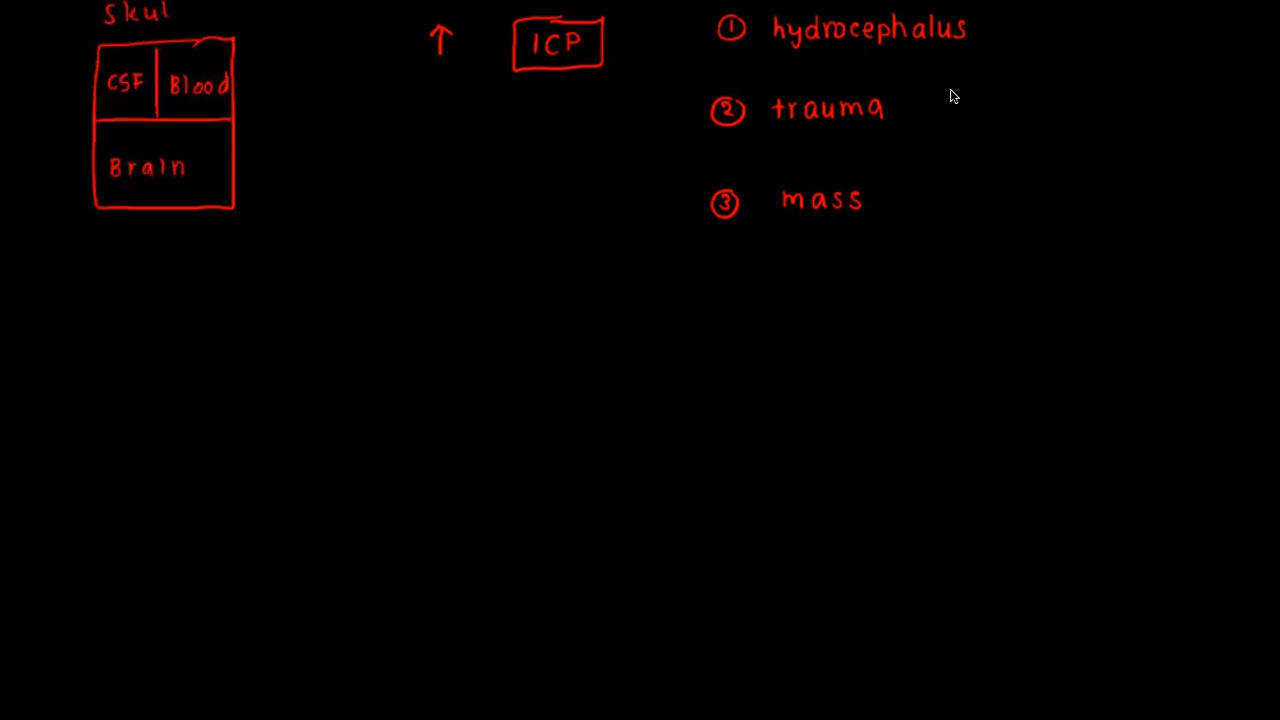 Skul
CSF Blood
Brain
↑ ICP
① hydrocephalus
② trauma
③ mass